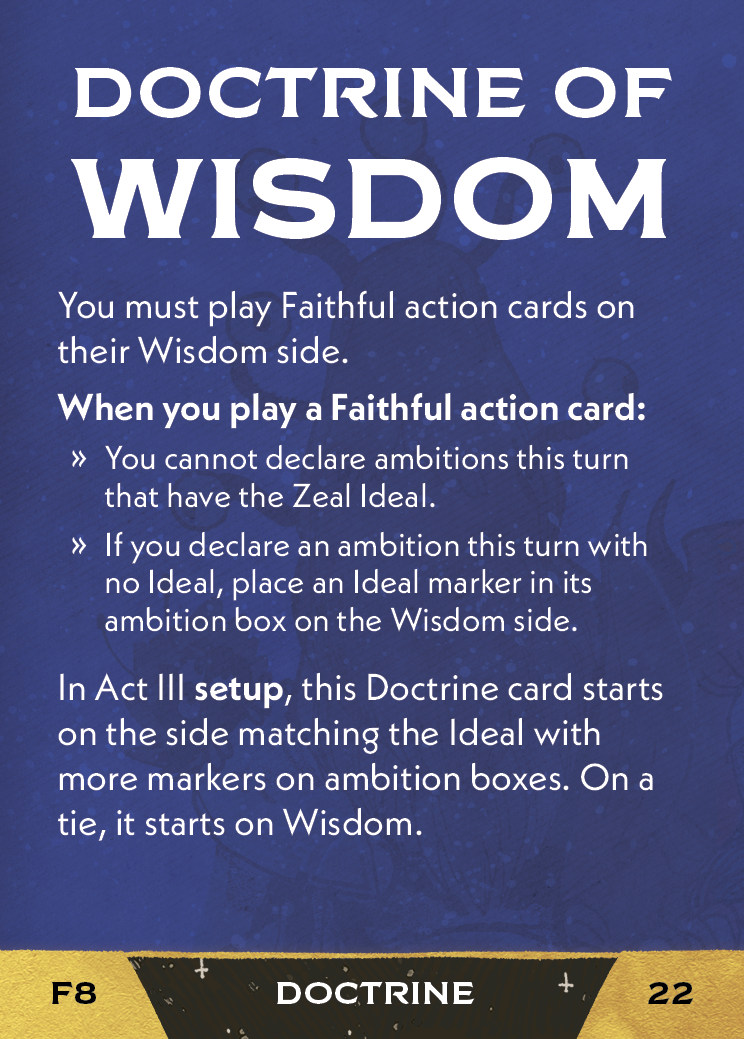 DOCTRINE OF
WISDOM
You must play Faithful action cards on
their Wisdom side.
When you play a Faithful action card:
» You cannot declare ambitions this turn
that have the Zeal Ideal.
» If you declare an ambition this turn with
no Ideal, place an Ideal marker in its
ambition box on the Wisdom side.
In Act III setup, this Doctrine card starts
on the side matching the Ideal with
more markers on ambition boxes. On a
tie, it starts on Wisdom.
F8 DOCTRINE 22